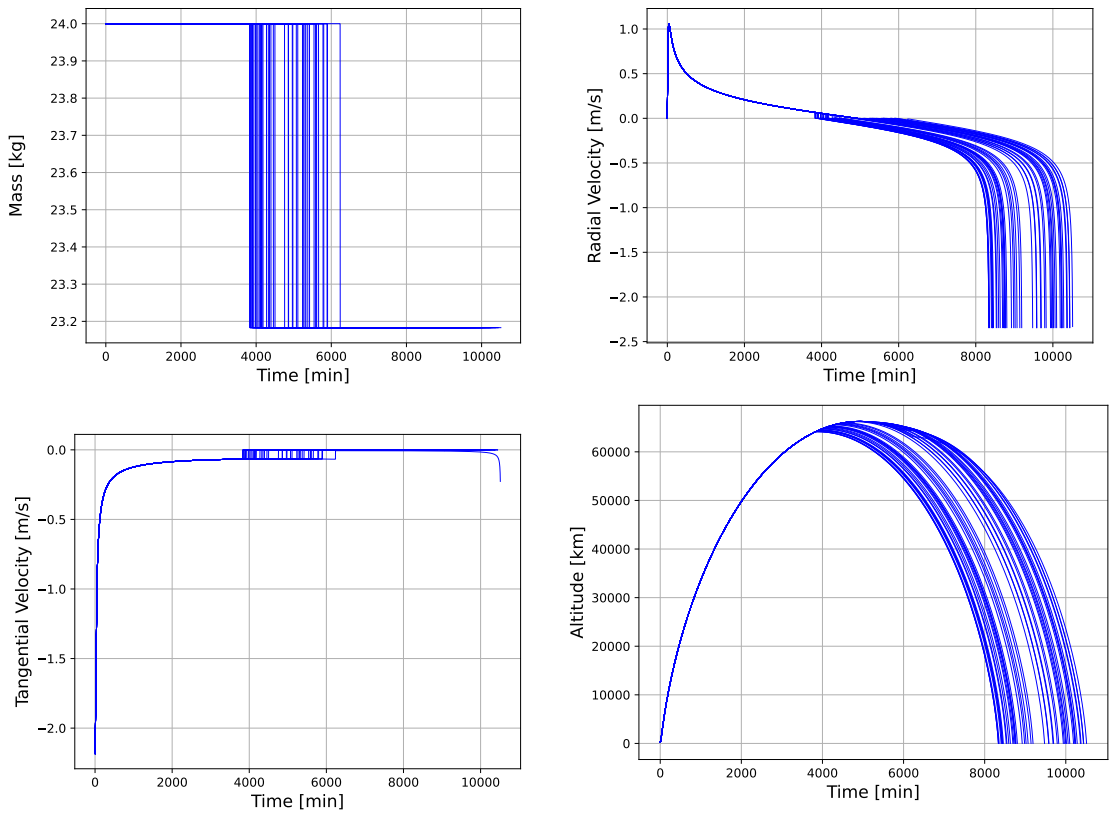 24.0
23.9
23.8
23.7
23.6
23.5
23.4
23.3
23.2
Mass [kg]
0 2000 4000 6000 8000 10000
Time [min]
1.0
0.5
0.0
−0.5
−1.0
−1.5
−2.0
−2.5
Radial Velocity [m/s]
0 2000 4000 6000 8000 10000
Time [min]
0.0
−0.5
−1.0
−1.5
−2.0
Tangential Velocity [m/s]
0 2000 4000 6000 8000 10000
Time [min]
60000
50000
40000
30000
20000
10000
0
Altitude [km]
0 2000 4000 6000 8000 10000
Time [min]